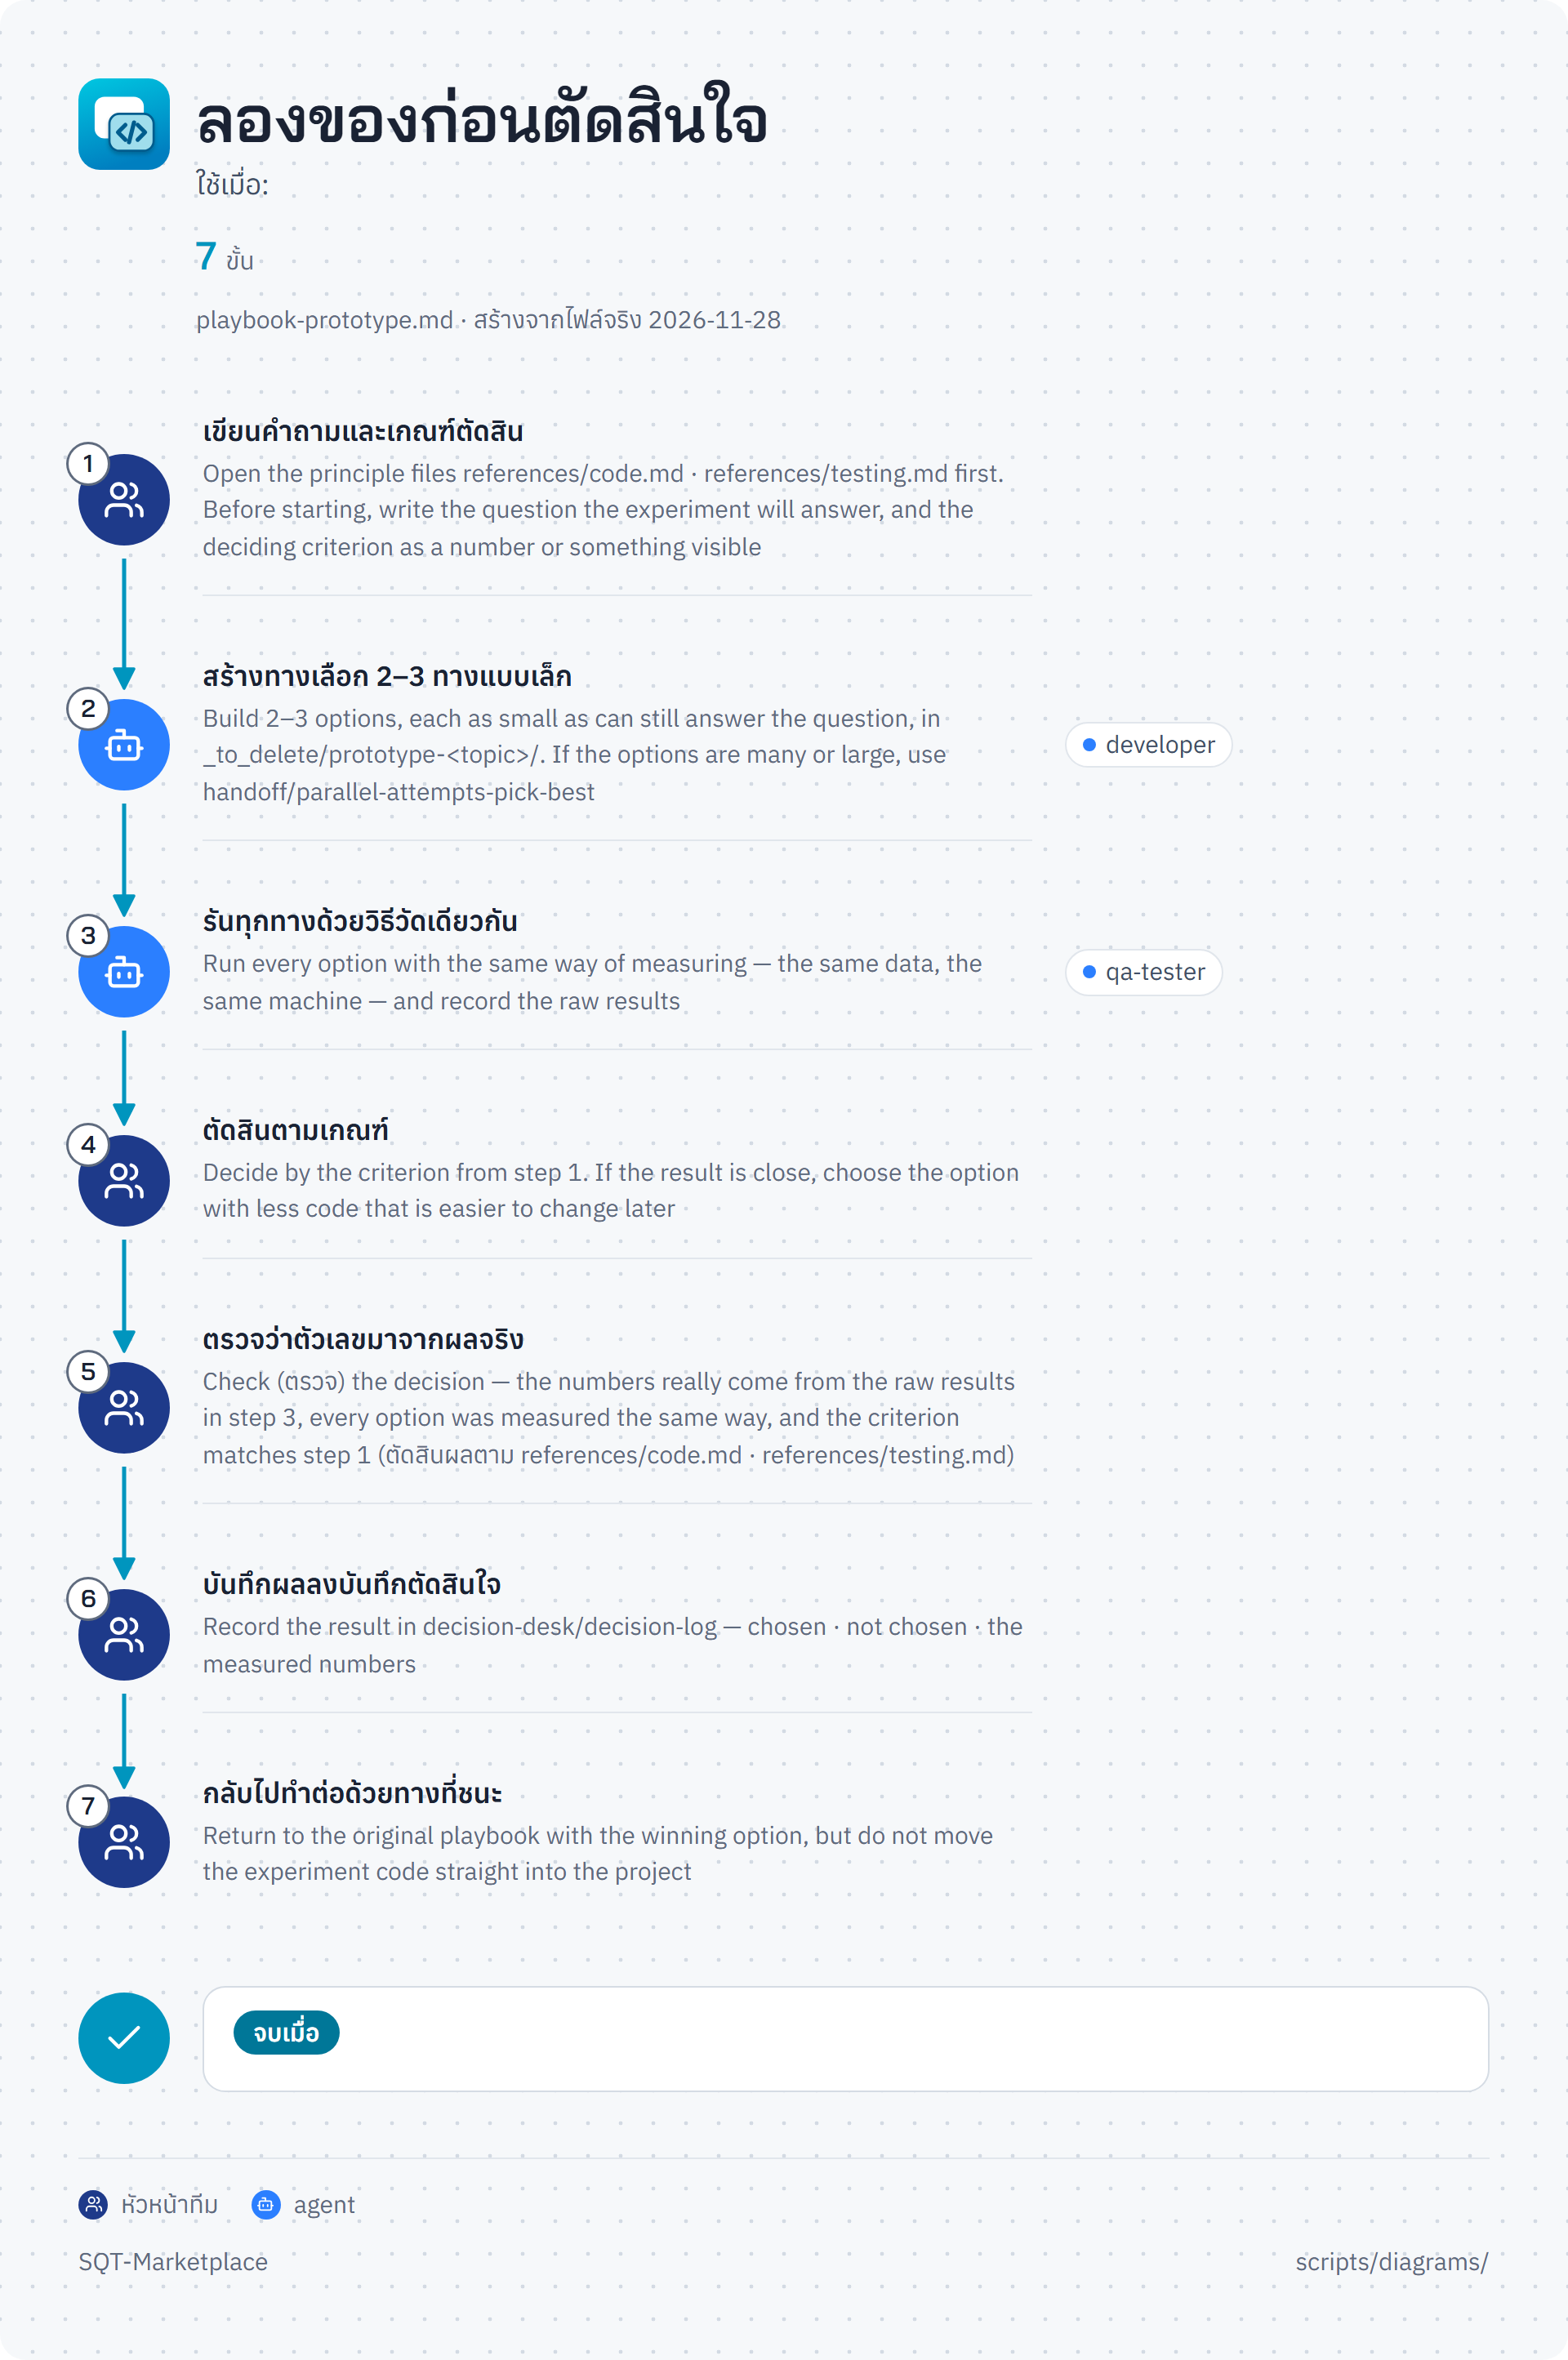 </>
ลองของก่อนตัดสินใจ
ใช้เมื่อ:
7 ขั้น
playbook-prototype.md · สร้างจากไฟล์จริง 2026-11-28
1
เขียนคำถามและเกณฑ์ตัดสิน
Open the principle files references/code.md · references/testing.md first.
Before starting, write the question the experiment will answer, and the
deciding criterion as a number or something visible
2
สร้างทางเลือก 2–3 ทางแบบเล็ก
Build 2–3 options, each as small as can still answer the question, in
_to_delete/prototype-<topic>/. If the options are many or large, use
handoff/parallel-attempts-pick-best
developer
3
รันทุกทางด้วยวิธีวัดเดียวกัน
Run every option with the same way of measuring — the same data, the
same machine — and record the raw results
qa-tester
4
ตัดสินตามเกณฑ์
Decide by the criterion from step 1. If the result is close, choose the option
with less code that is easier to change later
5
ตรวจว่าตัวเลขมาจากผลจริง
Check (ตรวจ) the decision — the numbers really come from the raw results
in step 3, every option was measured the same way, and the criterion
matches step 1 (ตัดสินผลตาม references/code.md · references/testing.md)
6
บันทึกผลลงบันทึกตัดสินใจ
Record the result in decision-desk/decision-log — chosen · not chosen · the
measured numbers
7
กลับไปทำต่อด้วยทางที่ชนะ
Return to the original playbook with the winning option, but do not move
the experiment code straight into the project
จบเมื่อ
หัวหน้าทีม agent
SQT-Marketplace scripts/diagrams/